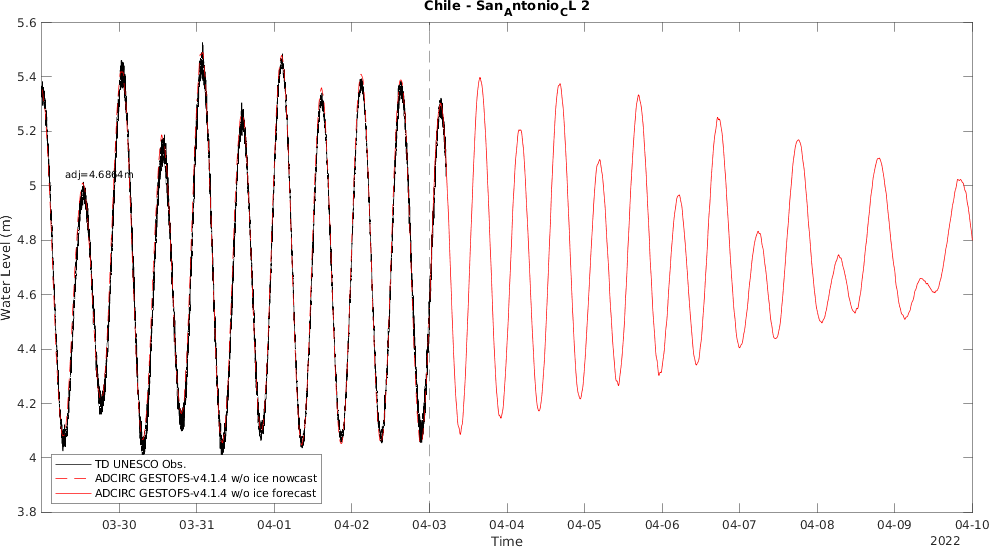 Chile - San_Antonio_CL 2
5.6
5.4
5.2
5
4.8
4.6
4.4
4.2
4
3.8
Water Level (m)
adj=4.6864m
TD UNESCO Obs.
ADCIRC GESTOFS-v4.1.4 w/o ice nowcast
ADCIRC GESTOFS-v4.1.4 w/o ice forecast
03-30 03-31 04-01 04-02 04-03 04-04 04-05 04-06 04-07 04-08 04-09 04-10
Time
2022